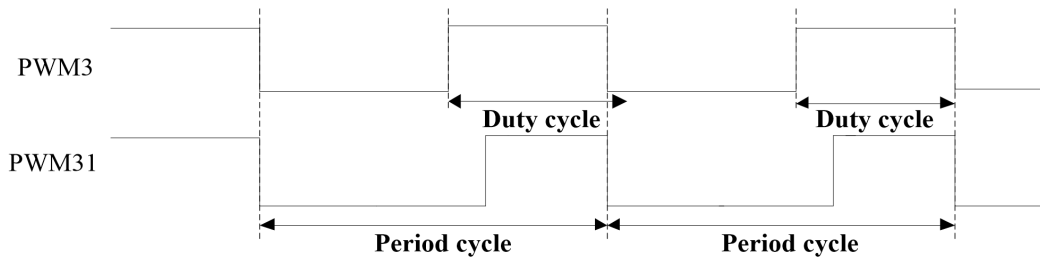 PWM3
Duty cycle Duty cycle
PWM31
Period cycle Period cycle